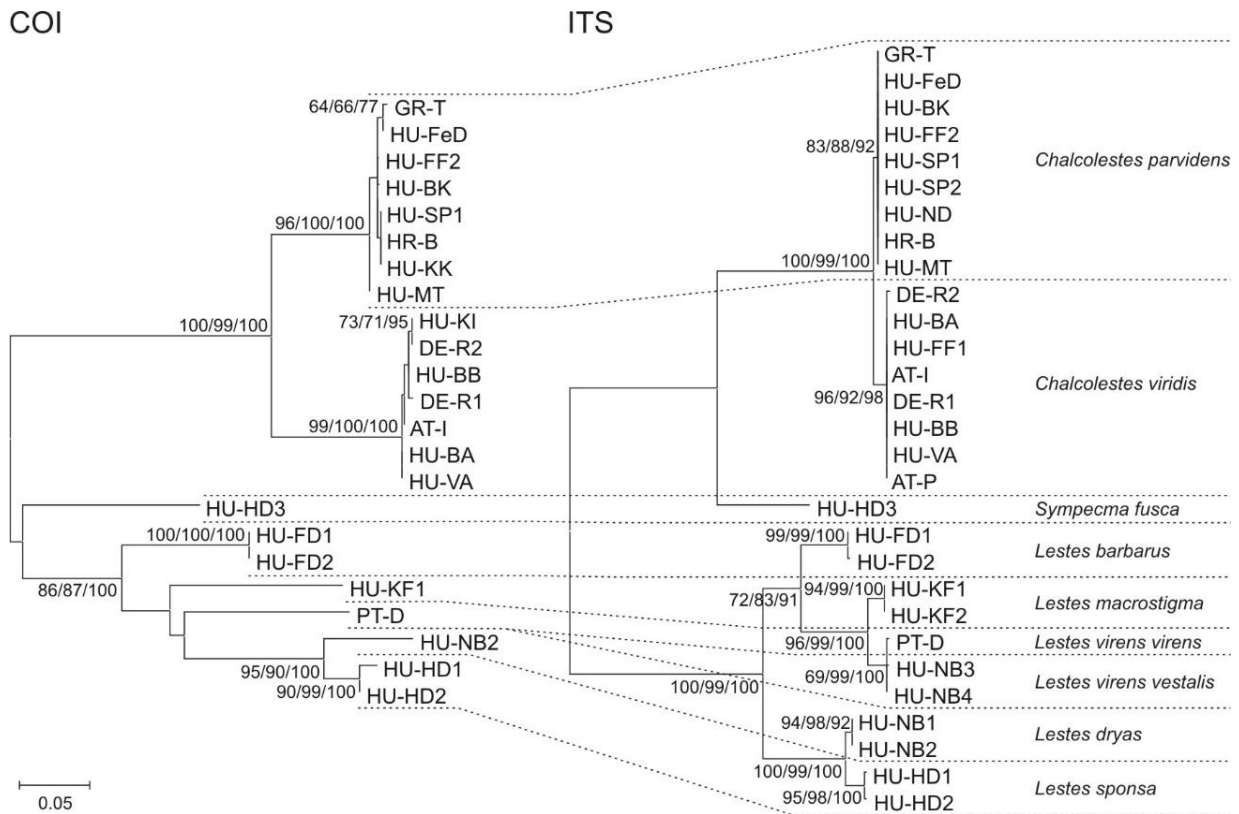 COI
ITS
64/66/77
GR-T
HU-FeD
HU-FF2
HU-BK
HU-SP1
HR-B
HU-KK
HU-MT
96/100/100
100/99/100
73/71/95
HU-KI
DE-R2
HU-BB
DE-R1
AT-I
HU-BA
HU-VA
99/100/100
HU-HD3
100/100/100
HU-FD1
HU-FD2
86/87/100
HU-KF1
PT-D
HU-NB2
95/90/100
HU-HD1
90/99/100
HU-HD2
0.05
GR-T
HU-FeD
HU-BK
HU-FF2
83/88/92
HU-SP1
HU-SP2
HU-ND
HR-B
HU-MT
100/99/100
DE-R2
HU-BA
HU-FF1
AT-I
96/92/98
DE-R1
HU-BB
HU-VA
AT-P
HU-HD3
99/99/100
HU-FD1
HU-FD2
72/83/91
94/99/100
HU-KF1
HU-KF2
96/99/100
PT-D
69/99/100
HU-NB3
HU-NB4
100/99/100
94/98/92
HU-NB1
HU-NB2
100/99/100
HU-HD1
95/98/100
HU-HD2
Chalcolestes parvidens
Chalcolestes viridis
Sympecma fusca
Lestes barbarus
Lestes macrostigma
Lestes virens virens
Lestes virens vestalis
Lestes dryas
Lestes sponsa